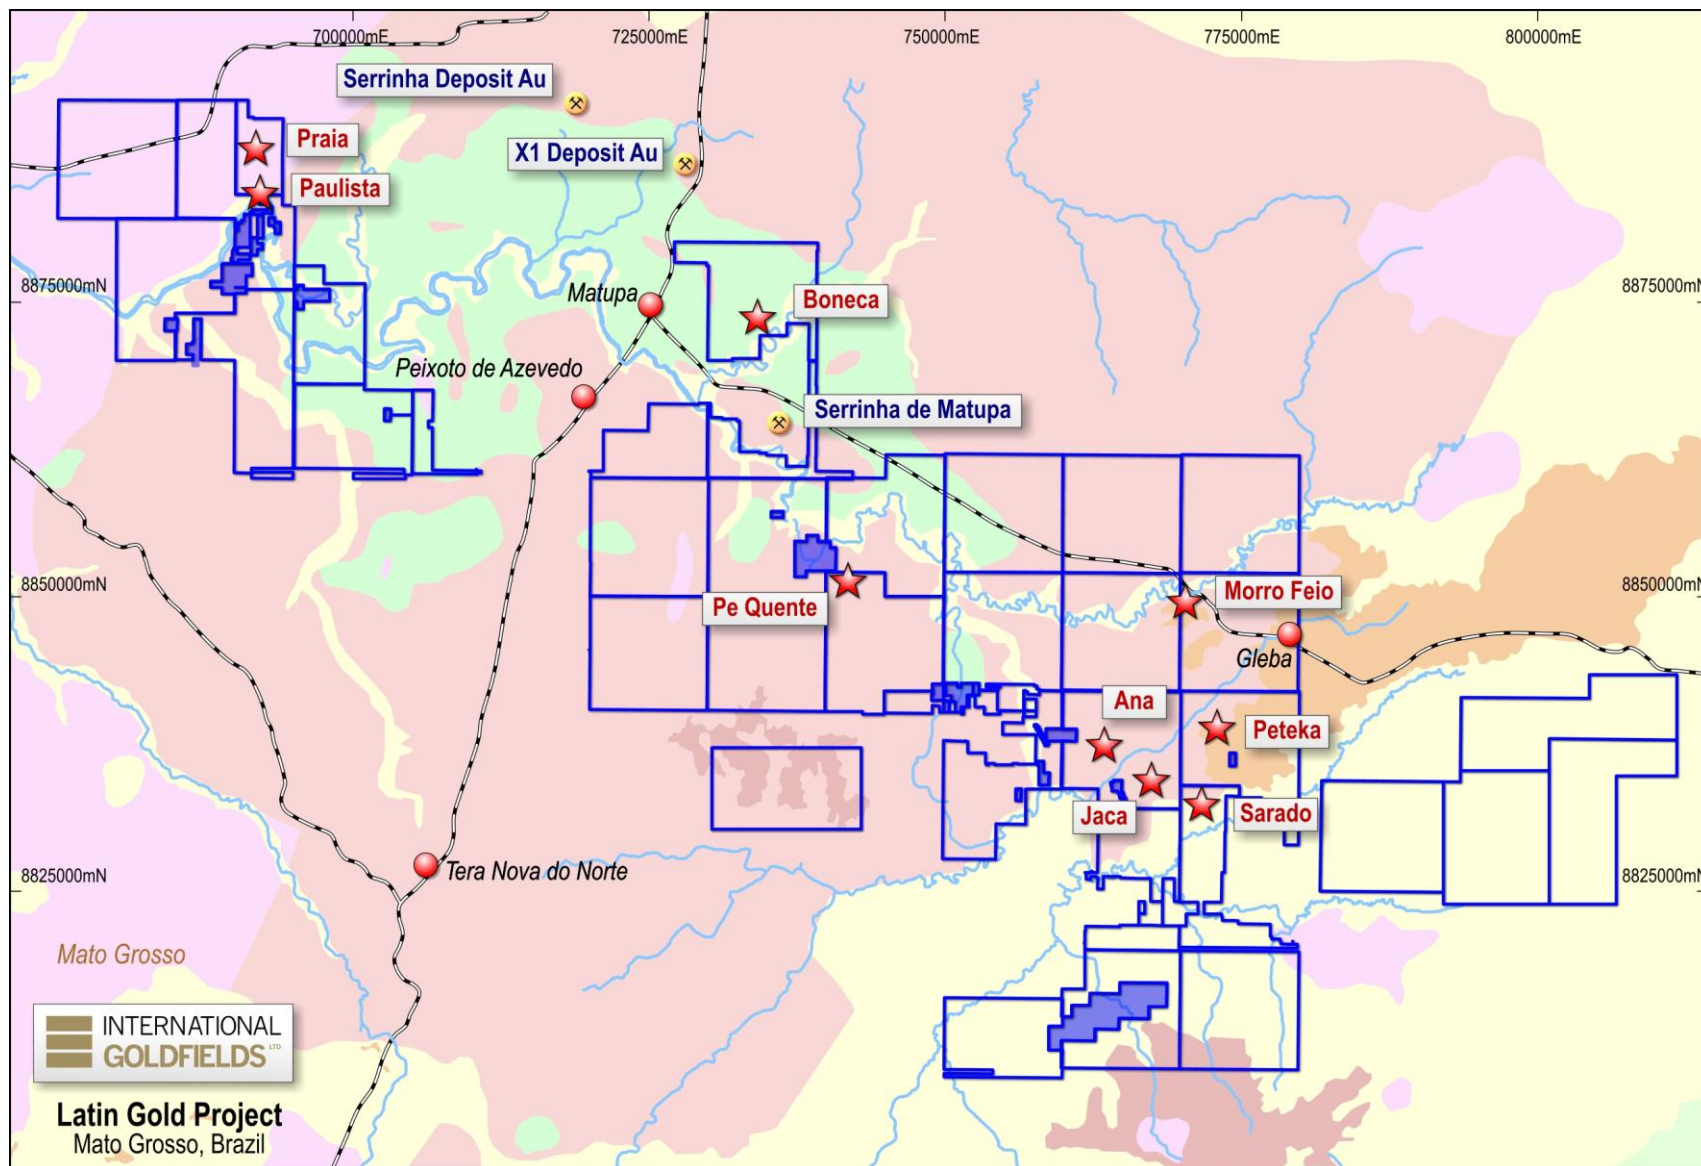 700000mE
725000mE
750000mE
775000mE
800000mE
Serrinha Deposit Au
Praia
X1 Deposit Au
Paulista
8875000mN
Matupa
Boneca
8875000mN
Peixoto de Azevedo
Serrinha de Matupa
8850000mN
Pe Quente
Morro Feio
8850000mN
Gleba
Ana
Peteka
Jaca
Sarado
8825000mN
Tera Nova do Norte
8825000mN
Mato Grosso
INTERNATIONAL
GOLDFIELDS LTD
Latin Gold Project
Mato Grosso, Brazil